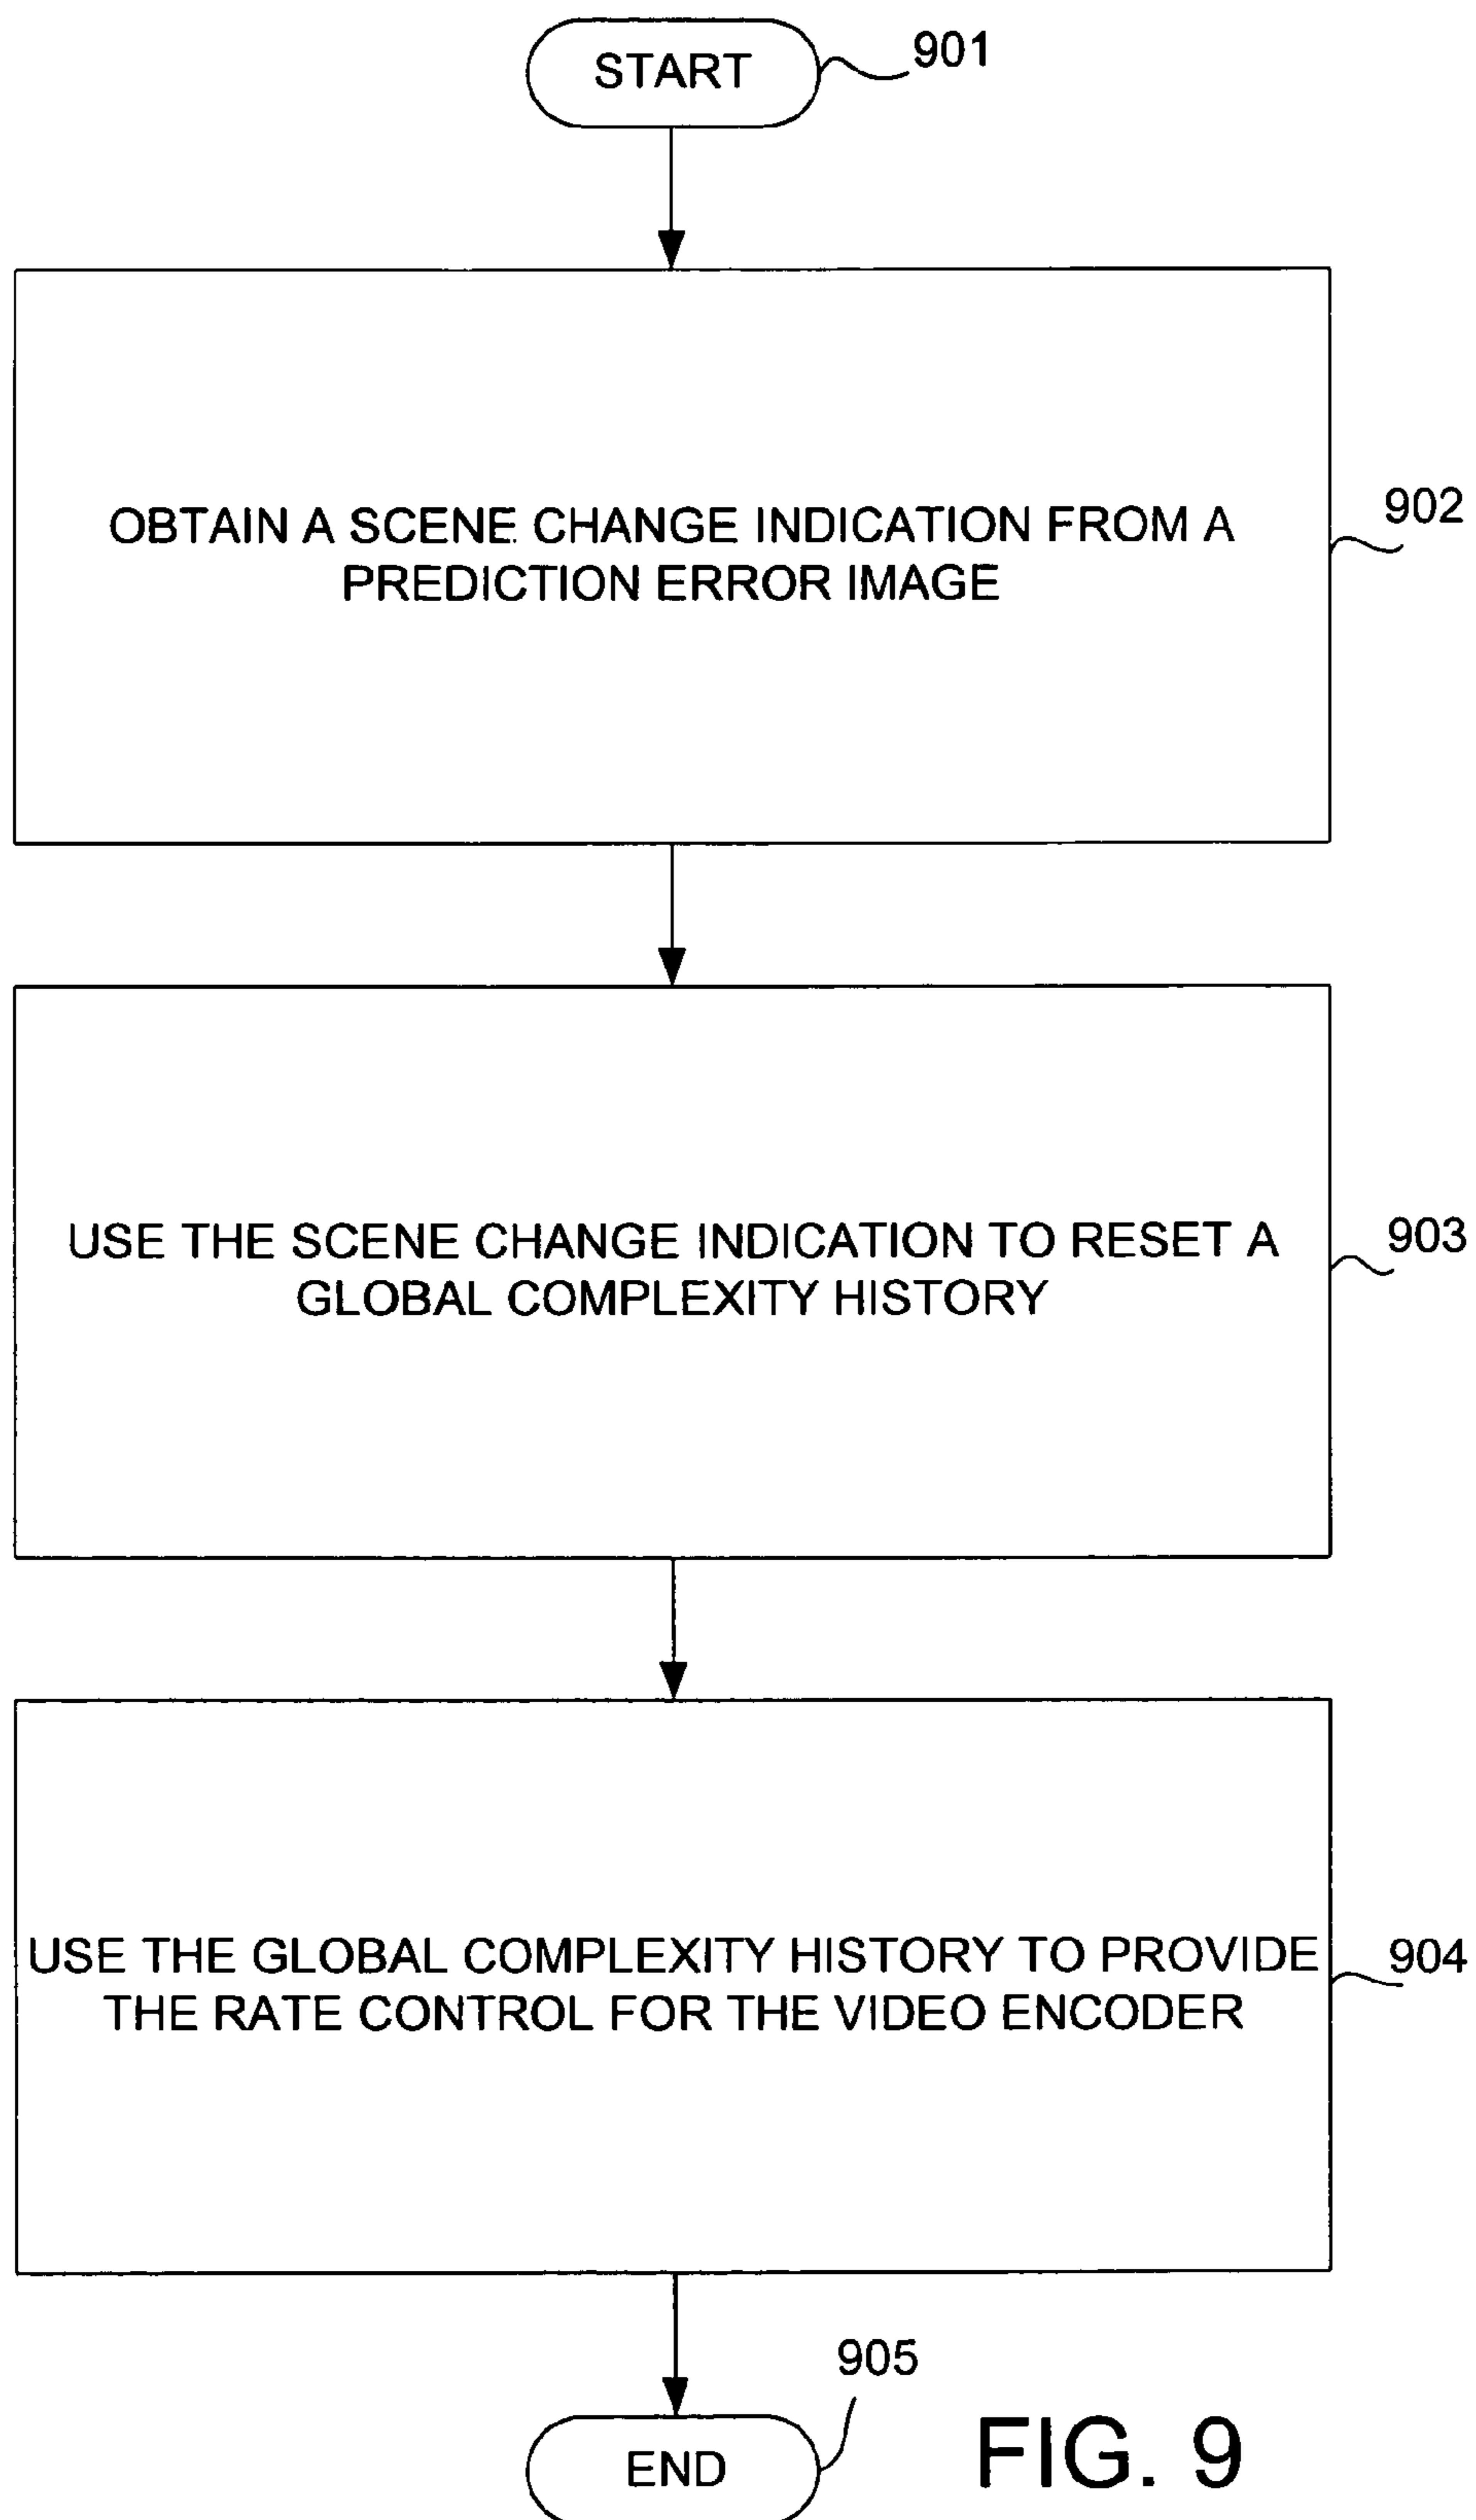 START
901
OBTAIN A SCENE CHANGE INDICATION FROM A
PREDICTION ERROR IMAGE
902
USE THE SCENE CHANGE INDICATION TO RESET A
GLOBAL COMPLEXITY HISTORY
903
USE THE GLOBAL COMPLEXITY HISTORY TO PROVIDE
THE RATE CONTROL FOR THE VIDEO ENCODER
904
905
END
FIG. 9